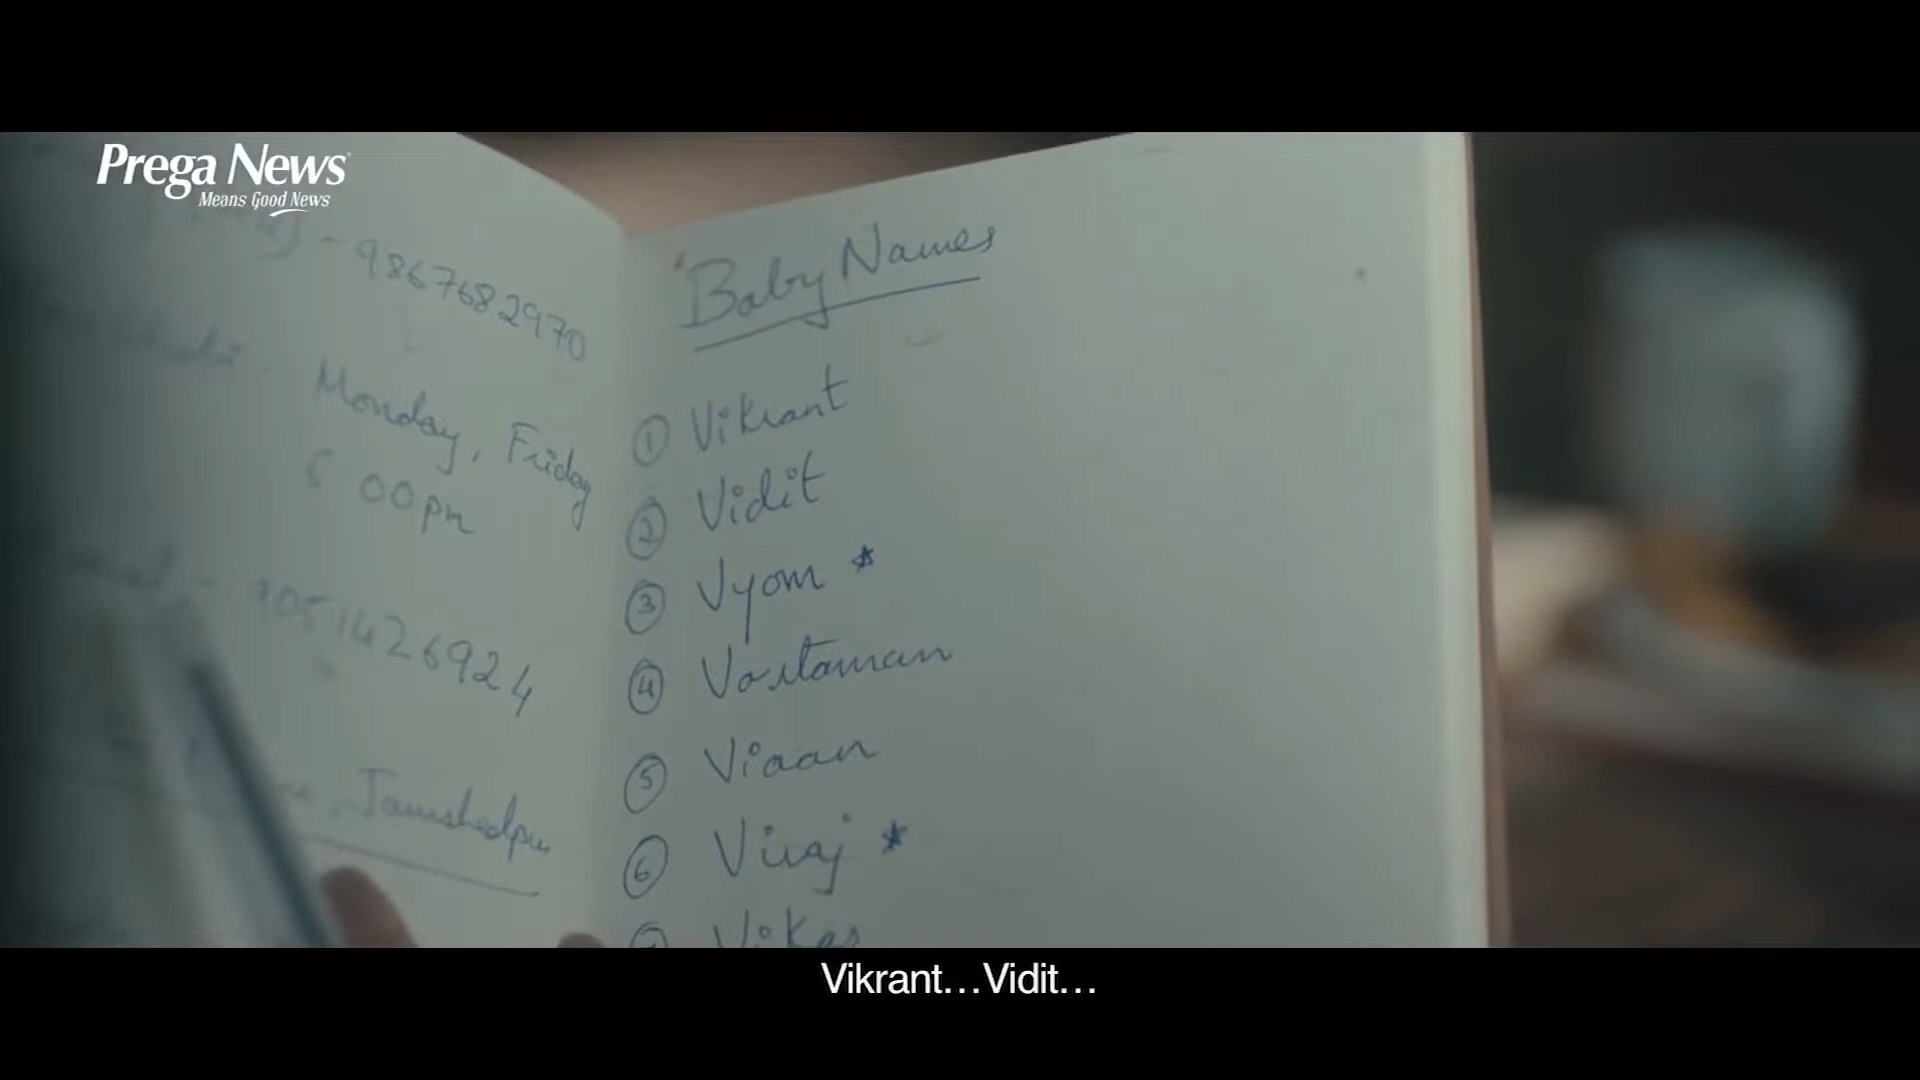 Prega News
Means Good News
- 9867682970
Monday, Friday
6 00pm
- 9051426924
Jamshedpur
Baby Names
① Vikrant
② Vidit
③ Vyom *
④ Vartaman
⑤ Viaan
⑥ Viraj *
Vikas
Vikrant...Vidit...